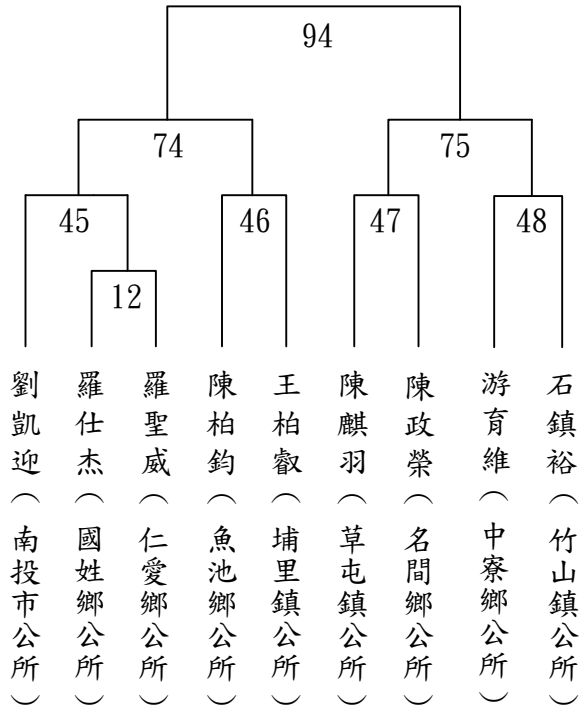 94
74
75
45
46
47
48
12
劉凱迎（南投市公所）
羅仕杰（國姓鄉公所）
羅聖威（仁愛鄉公所）
陳柏鈞（魚池鄉公所）
王柏叡（埔里鎮公所）
陳麒羽（草屯鎮公所）
陳政榮（名間鄉公所）
游育維（中寮鄉公所）
石鎮裕（竹山鎮公所）